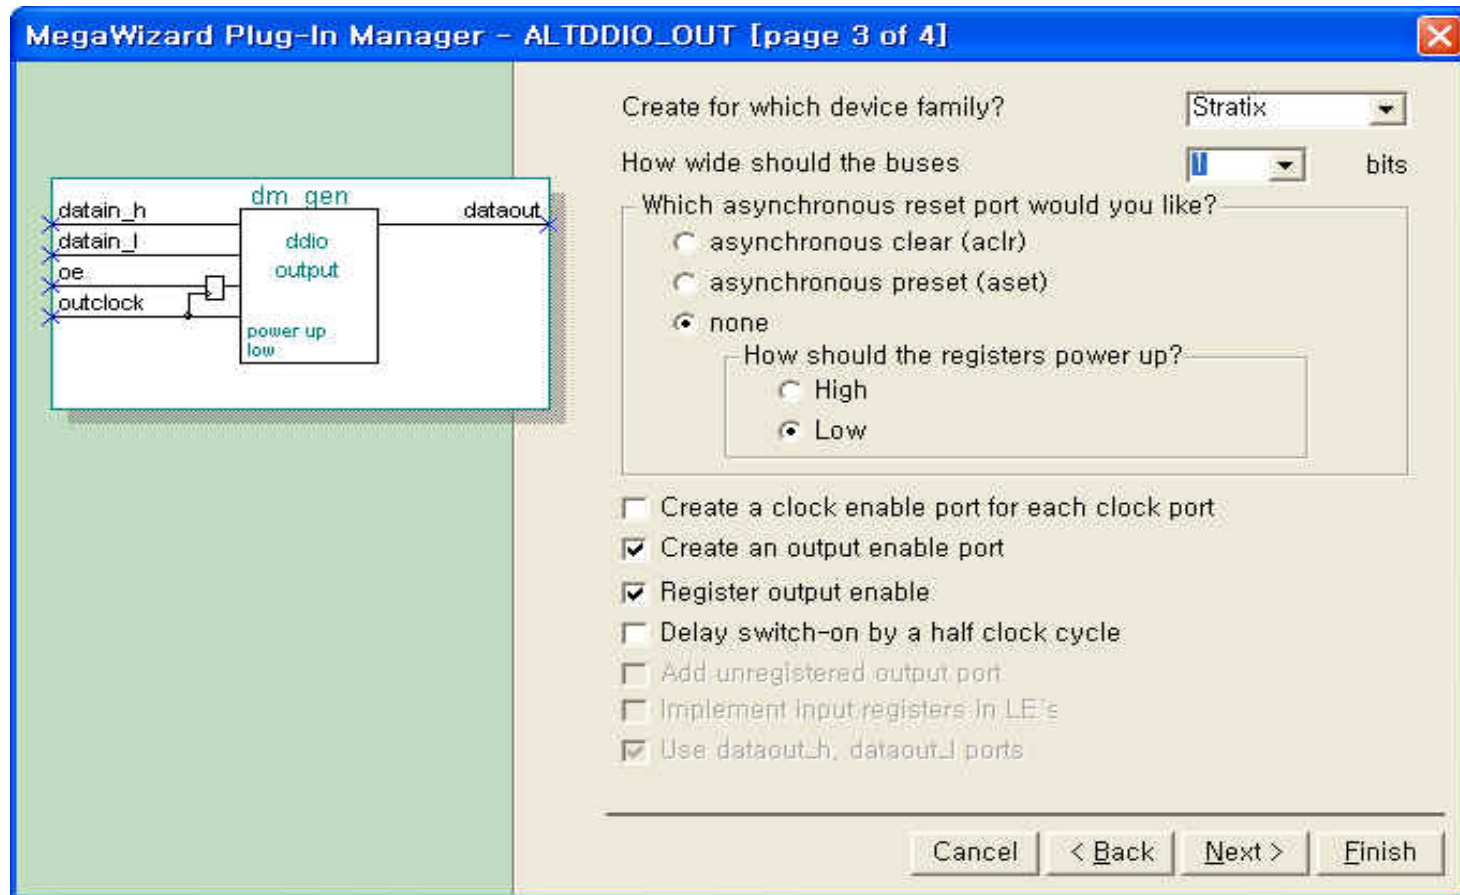 MegaWizard Plug-In Manager - ALTDDIO_OUT [page 3 of 4]
Create for which device family?
Stratix
How wide should the buses
1
bits
Which asynchronous reset port would you like?
asynchronous clear (aclr)
asynchronous preset (aset)
none
How should the registers power up?
High
Low
dm_gen
datain_h
dataout
datain_l
ddio
oe
output
outclock
power up
low
Create a clock enable port for each clock port
Create an output enable port
Register output enable
Delay switch-on by a half clock cycle
Add unregistered output port
Implement input registers in LE's
Use dataout_h, dataout_l ports
Cancel
< Back
Next >
Finish